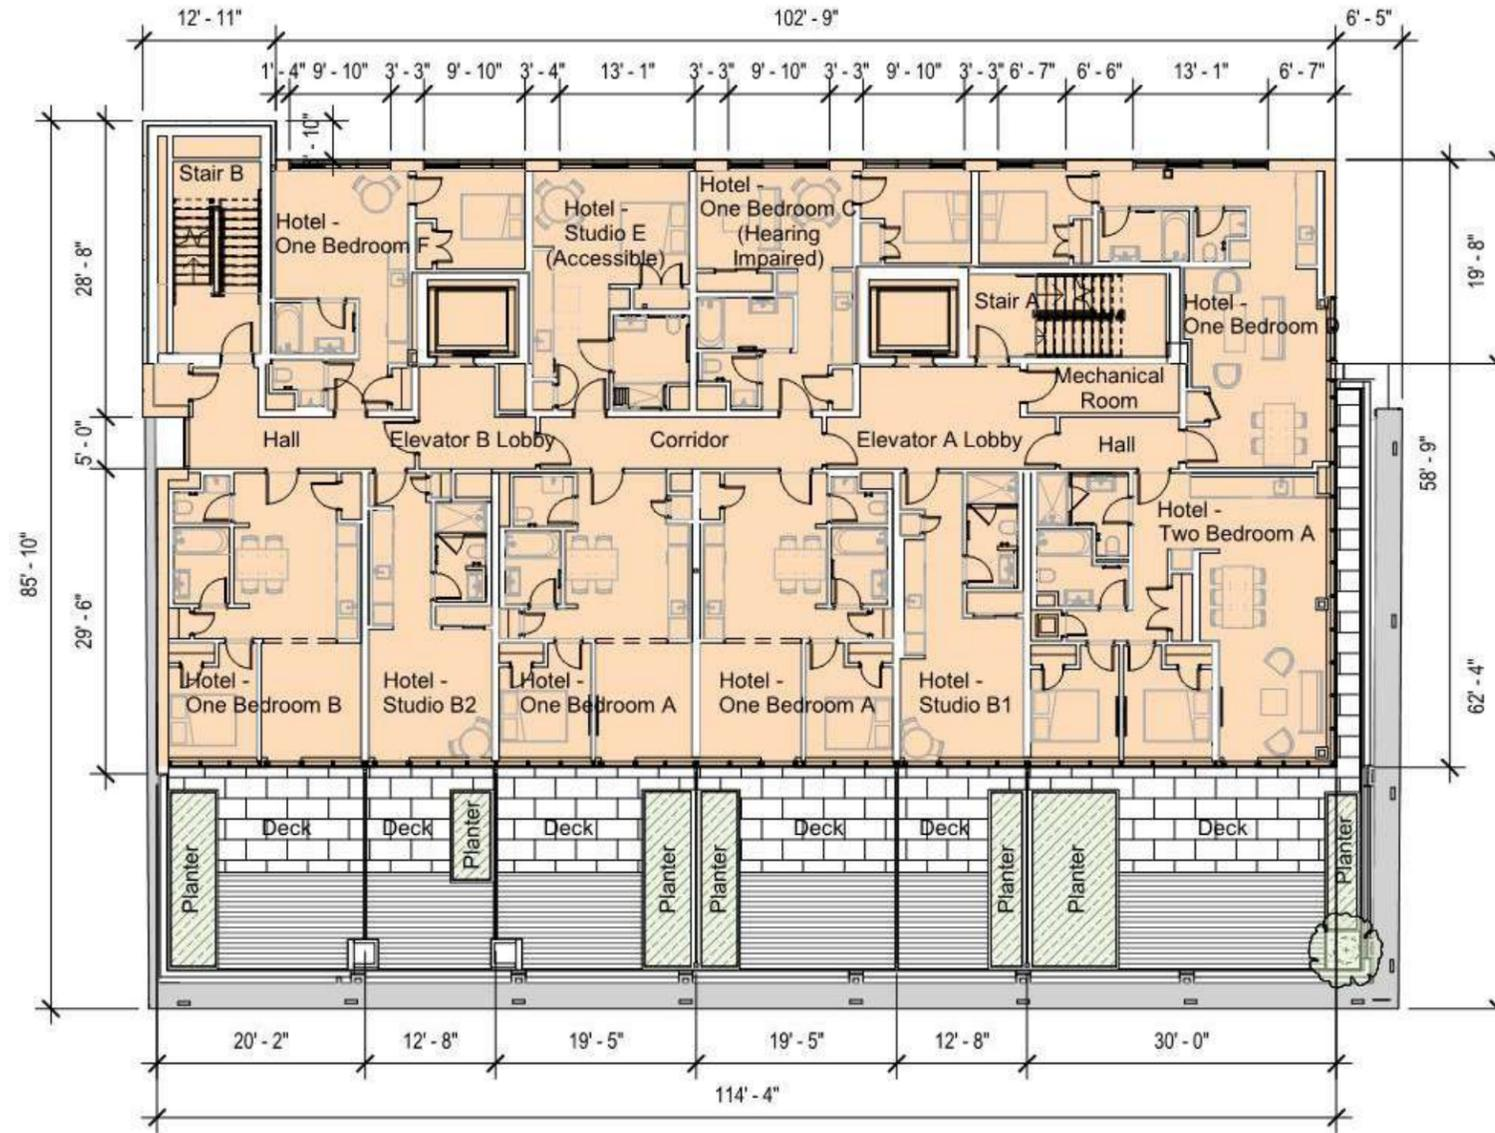 12' - 11"
102' - 9"
6' - 5"
1' - 4"
9' - 10"
3' - 3"
9' - 10"
3' - 4"
13' - 1"
3' - 3"
9' - 10"
3' - 3"
9' - 10"
3' - 3"
6' - 7"
6' - 6"
13' - 1"
6' - 7"
85' - 10"
28' - 8"
5' - 0"
29' - 6"
19' - 8"
58' - 9"
62' - 4"
Stair B
Hotel -
One Bedroom F
Hotel -
Studio E
(Accessible)
Hotel -
One Bedroom C
(Hearing
Impaired)
Stair A
Hotel -
One Bedroom D
Mechanical
Room
Hall
Elevator B Lobby
Corridor
Elevator A Lobby
Hall
Hotel -
Two Bedroom A
Hotel -
One Bedroom B
Hotel -
Studio B2
Hotel -
One Bedroom A
Hotel -
One Bedroom A
Hotel -
Studio B1
Deck
Deck
Deck
Deck
Deck
Deck
Planter
Planter
Planter
Planter
Planter
Planter
Planter
20' - 2"
12' - 8"
19' - 5"
19' - 5"
12' - 8"
30' - 0"
114' - 4"